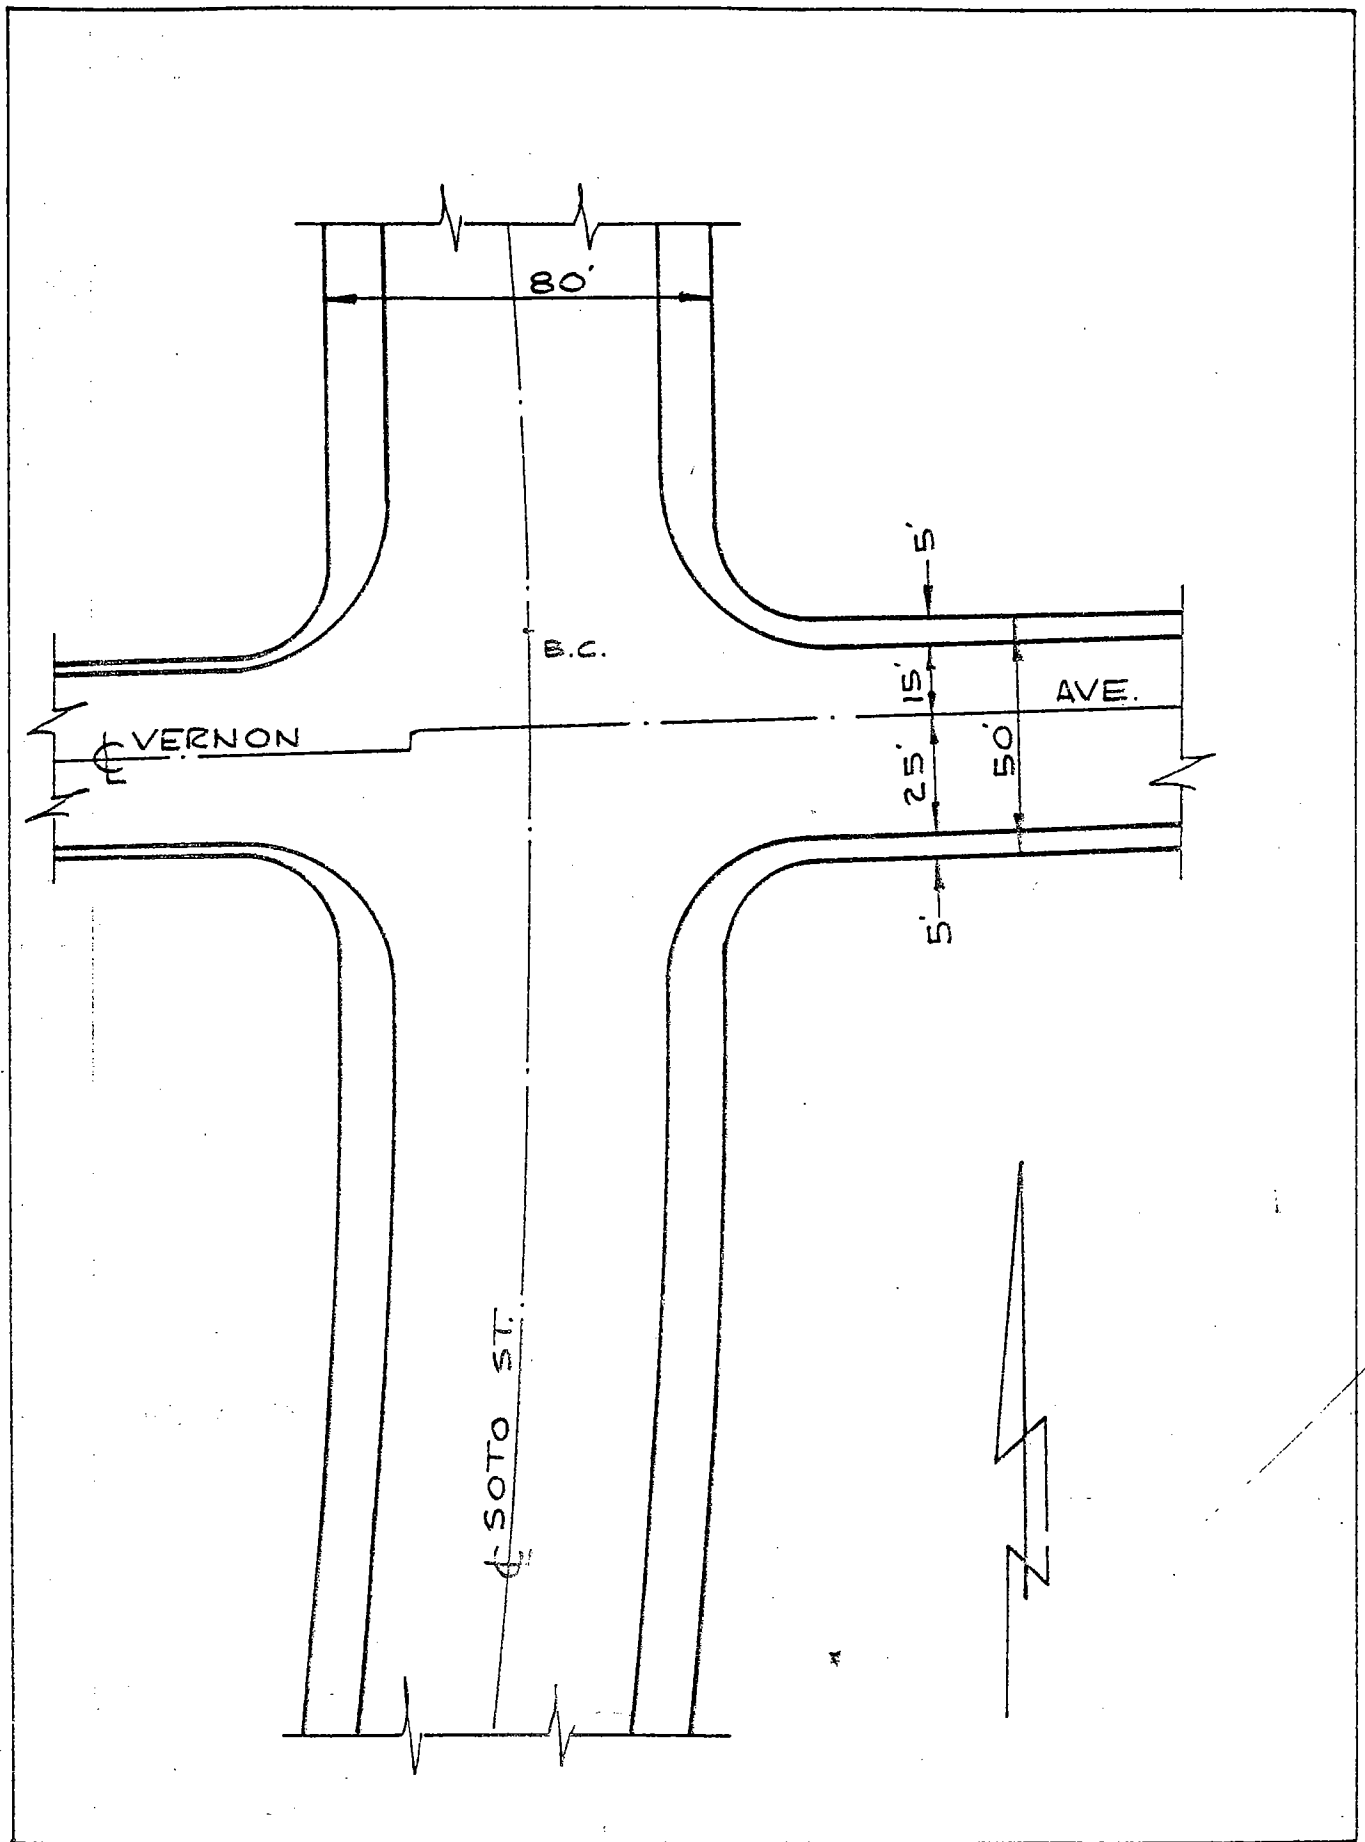 80'
5'
B.C.
15'
AVE.
℄ VERNON
25'
50'
5'
℄ SOTO ST.
N